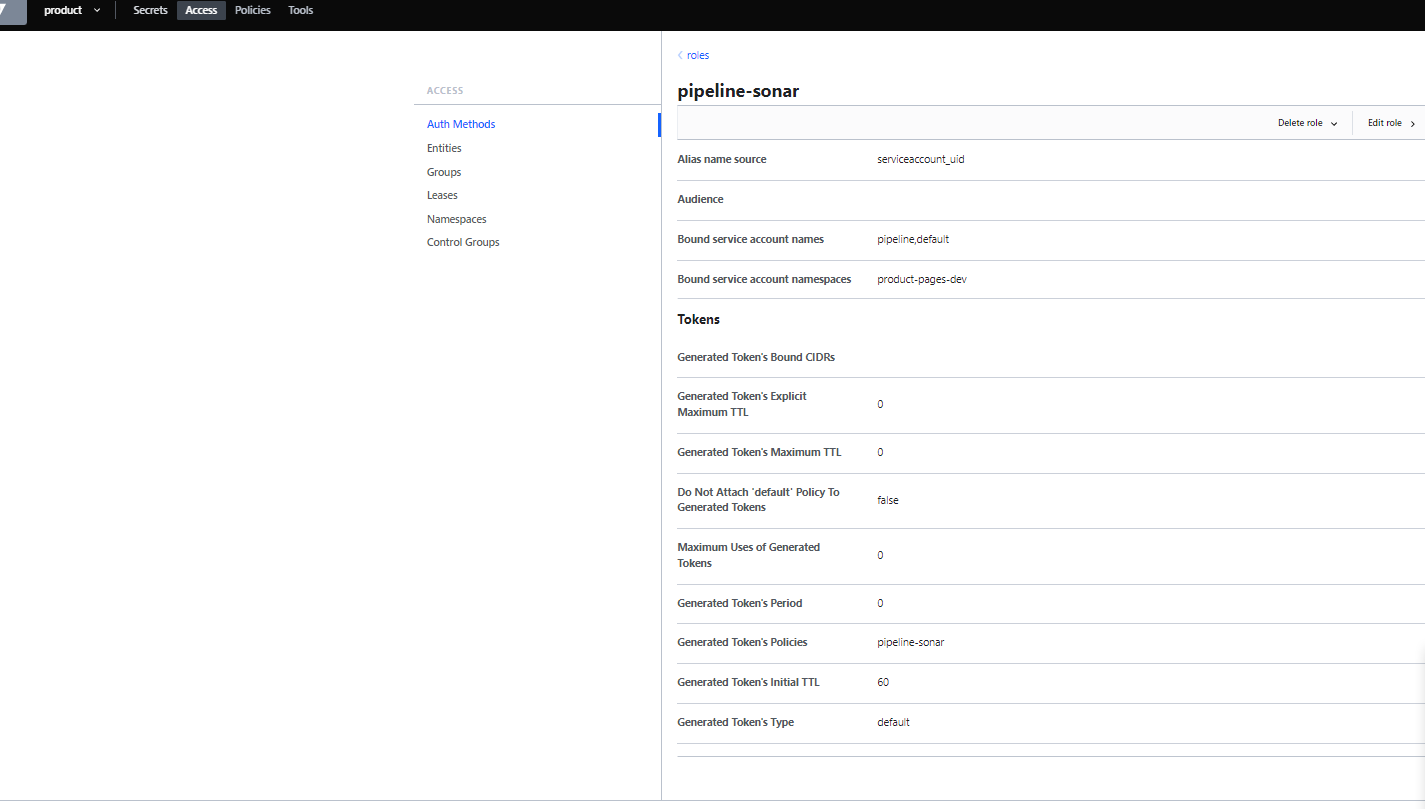 product
Secrets
Access
Policies
Tools
ACCESS
Auth Methods
Entities
Groups
Leases
Namespaces
Control Groups
roles
pipeline-sonar
Delete role
Edit role
Alias name source
serviceaccount_uid
Audience
Bound service account names
pipeline,default
Bound service account namespaces
product-pages-dev
Tokens
Generated Token's Bound CIDRs
Generated Token's Explicit
Maximum TTL
0
Generated Token's Maximum TTL
0
Do Not Attach 'default' Policy To
Generated Tokens
false
Maximum Uses of Generated
Tokens
0
Generated Token's Period
0
Generated Token's Policies
pipeline-sonar
Generated Token's Initial TTL
60
Generated Token's Type
default